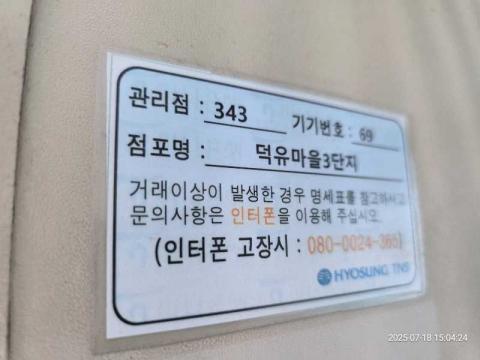 관리점 : 343 기기번호 : 69
점포명 : 덕유마을3단지
거래이상이 발생한 경우 명세표를 참고하시고
문의사항은 인터폰을 이용해 주십시오.
(인터폰 고장시 : 080-0024-365)
HYOSUNG TNS
2025-07-18 15:04:24